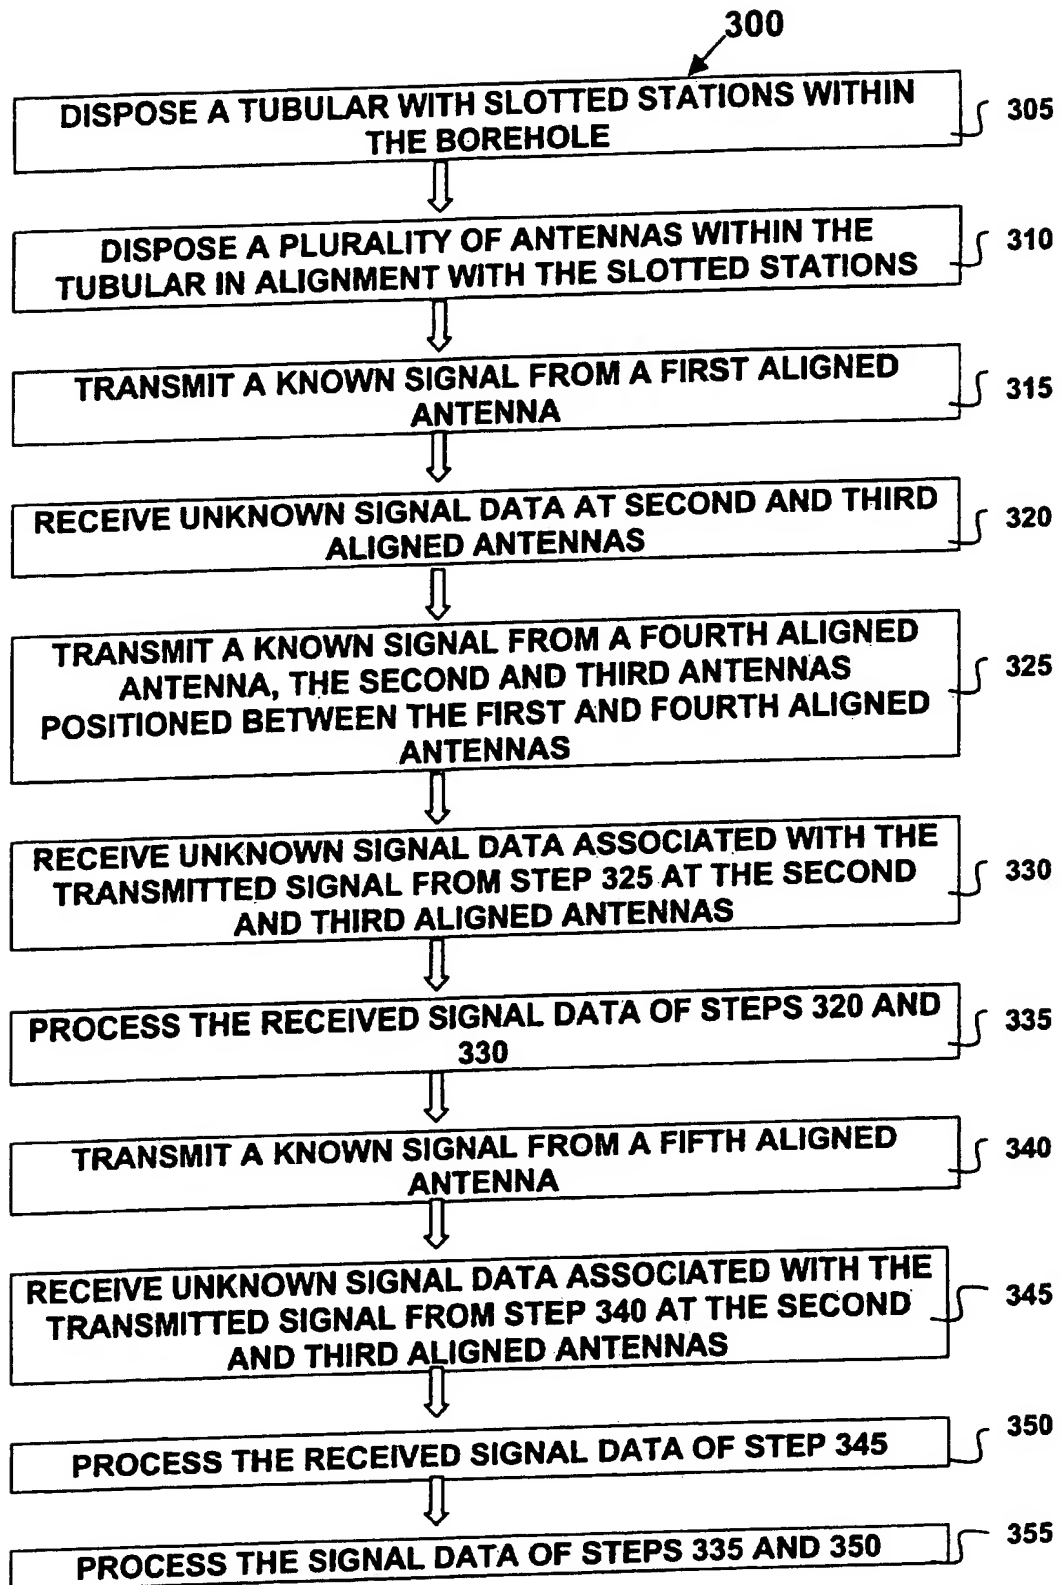 300
DISPOSE A TUBULAR WITH SLOTTED STATIONS WITHIN
THE BOREHOLE
305
DISPOSE A PLURALITY OF ANTENNAS WITHIN THE
TUBULAR IN ALIGNMENT WITH THE SLOTTED STATIONS
310
TRANSMIT A KNOWN SIGNAL FROM A FIRST ALIGNED
ANTENNA
315
RECEIVE UNKNOWN SIGNAL DATA AT SECOND AND THIRD
ALIGNED ANTENNAS
320
TRANSMIT A KNOWN SIGNAL FROM A FOURTH ALIGNED
ANTENNA, THE SECOND AND THIRD ANTENNAS
POSITIONED BETWEEN THE FIRST AND FOURTH ALIGNED
ANTENNAS
325
RECEIVE UNKNOWN SIGNAL DATA ASSOCIATED WITH THE
TRANSMITTED SIGNAL FROM STEP 325 AT THE SECOND
AND THIRD ALIGNED ANTENNAS
330
PROCESS THE RECEIVED SIGNAL DATA OF STEPS 320 AND
330
335
TRANSMIT A KNOWN SIGNAL FROM A FIFTH ALIGNED
ANTENNA
340
RECEIVE UNKNOWN SIGNAL DATA ASSOCIATED WITH THE
TRANSMITTED SIGNAL FROM STEP 340 AT THE SECOND
AND THIRD ALIGNED ANTENNAS
345
PROCESS THE RECEIVED SIGNAL DATA OF STEP 345
350
PROCESS THE SIGNAL DATA OF STEPS 335 AND 350
355